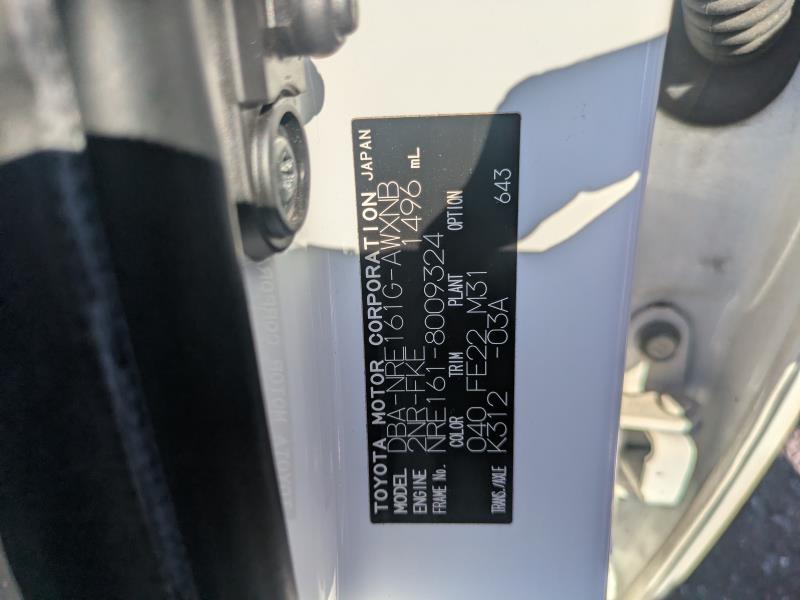 TOYOTA MOTOR CORPORATION JAPAN
MODEL DBA-NRE161G-AWXNB
ENGINE 2NR-FKE 1496 mL
FRAME No. NRE161-8009324
COLOR TRIM PLANT OPTION
040 FE22 M31
TRANS./AXLE K312 -03A 643